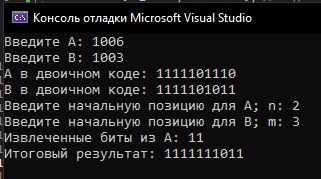 Консоль отладки Microsoft Visual Studio
Введите A: 1006
Введите B: 1003
A в двоичном коде: 1111101110
B в двоичном коде: 1111101011
Введите начальную позицию для A; n: 2
Введите начальную позицию для B; m: 3
Извлеченные биты из A: 11
Итоговый результат: 1111111011